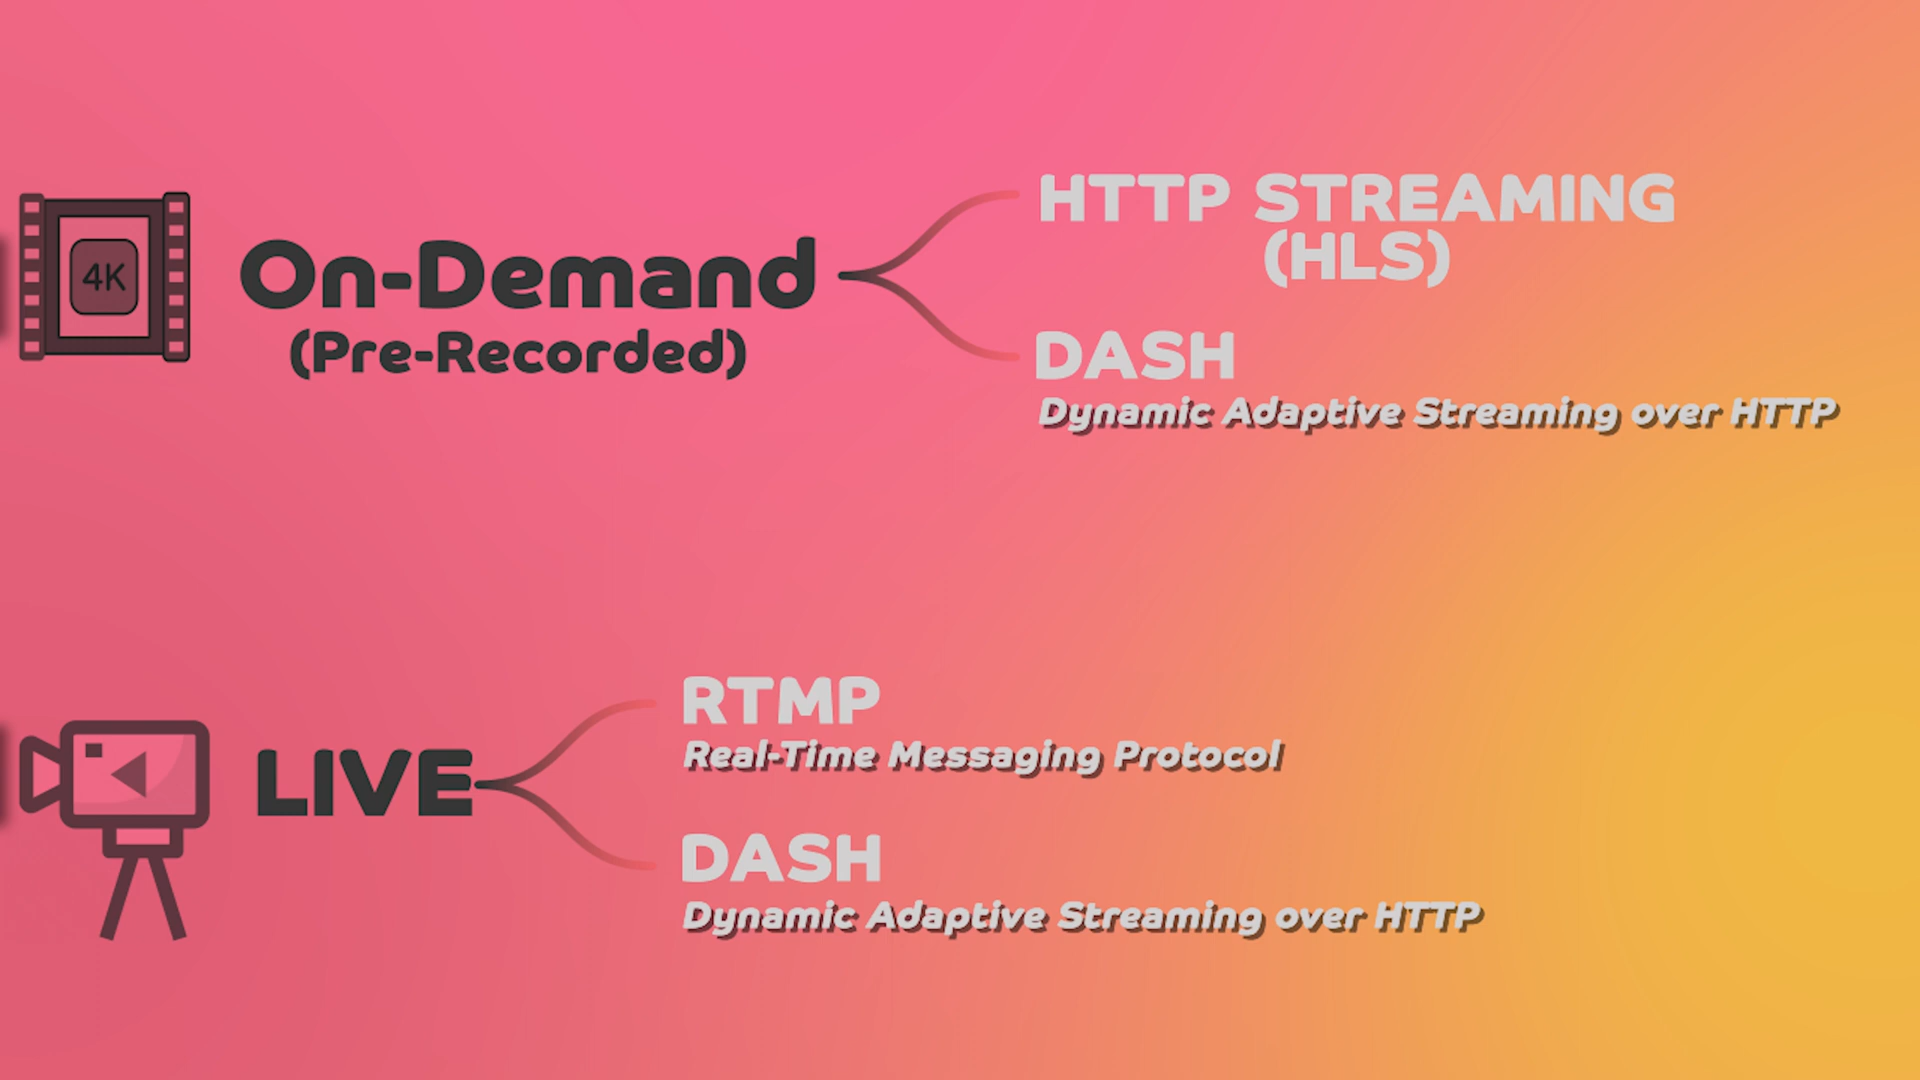 4K
On-Demand
(Pre-Recorded)
HTTP STREAMING
(HLS)
DASH
Dynamic Adaptive Streaming over HTTP
LIVE
RTMP
Real-Time Messaging Protocol
DASH
Dynamic Adaptive Streaming over HTTP